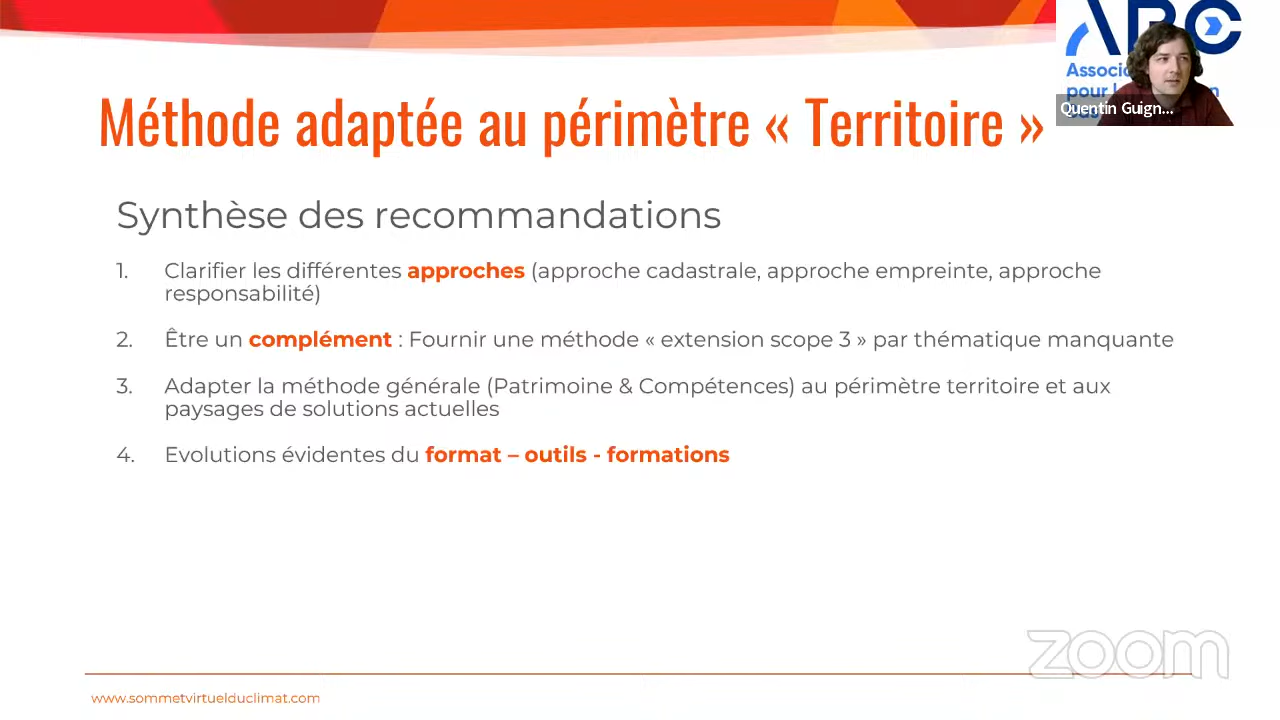 ABC
Associ
pour l
Quentin Guign...
Méthode adaptée au périmètre « Territoire »
Synthèse des recommandations
1. Clarifier les différentes approches (approche cadastrale, approche empreinte, approche
responsabilité)
2. Être un complément : Fournir une méthode « extension scope 3 » par thématique manquante
3. Adapter la méthode générale (Patrimoine & Compétences) au périmètre territoire et aux
paysages de solutions actuelles
4. Evolutions évidentes du format – outils - formations
zoom
www.sommetvirtuelduclimat.com